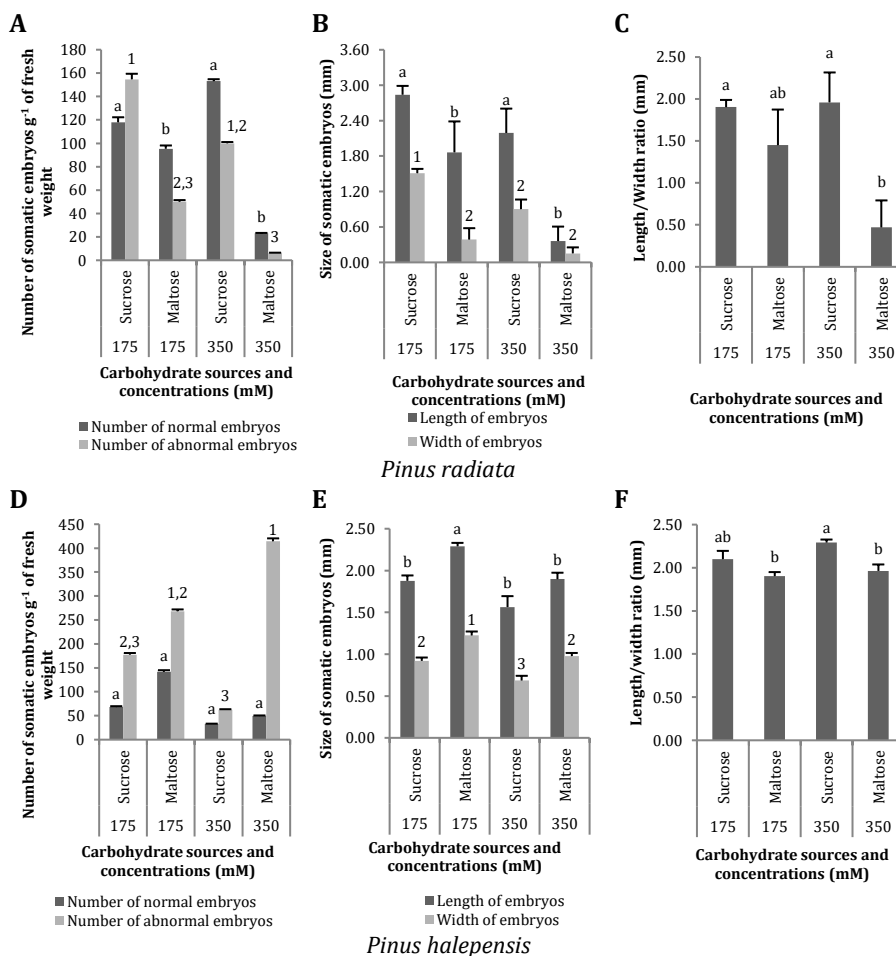 A
Number of somatic embryos g⁻¹ of fresh
weight
180
160
140
120
100
80
60
40
20
0
a
1
b
2,3
a
1,2
b
3
Sucrose
Maltose
Sucrose
Maltose
175
175
350
350
Carbohydrate sources and
concentrations (mM)
Number of normal embryos
Number of abnormal embryos
B
Size of somatic embryos (mm)
3.60
3.00
2.40
1.80
1.20
0.60
0.00
a
1
b
2
a
2
b
2
Sucrose
Maltose
Sucrose
Maltose
175
175
350
350
Carbohydrate sources and
concentrations (mM)
Length of embryos
Width of embryos
C
Length/Width ratio (mm)
2.50
2.00
1.50
1.00
0.50
0.00
a
ab
a
b
Sucrose
Maltose
Sucrose
Maltose
175
175
350
350
Carbohydrate sources and
concentrations (mM)
Pinus radiata
D
Number of somatic embryos g⁻¹ of fresh
weight
450
400
350
300
250
200
150
100
50
0
a
2,3
a
1,2
a
3
a
1
Sucrose
Maltose
Sucrose
Maltose
175
175
350
350
Carbohydrate sources and
concentrations (mM)
Number of normal embryos
Number of abnormal embryos
E
Size of somatic embryos (mm)
2.50
2.00
1.50
1.00
0.50
0.00
b
2
a
1
b
3
b
2
Sucrose
Maltose
Sucrose
Maltose
175
175
350
350
Carbohydrate sources and
concentrations (mM)
Length of embryos
Width of embryos
F
Length/width ratio (mm)
2.50
2.00
1.50
1.00
0.50
0.00
ab
b
a
b
Sucrose
Maltose
Sucrose
Maltose
175
175
350
350
Carbohydrate sources and
concentrations (mM)
Pinus halepensis